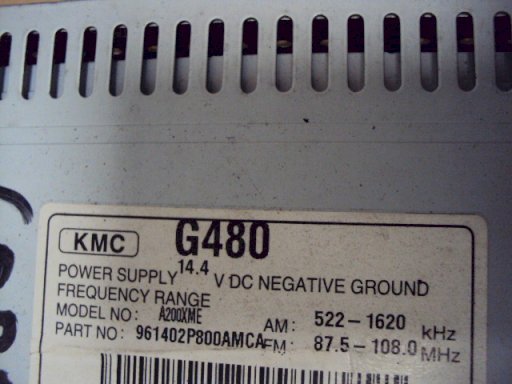 KMC G480
POWER SUPPLY 14.4 V DC NEGATIVE GROUND
FREQUENCY RANGE
MODEL NO: A200XME AM: 522-1620 kHz
PART NO: 961402P800AMCA FM: 87.5-108.0 MHz